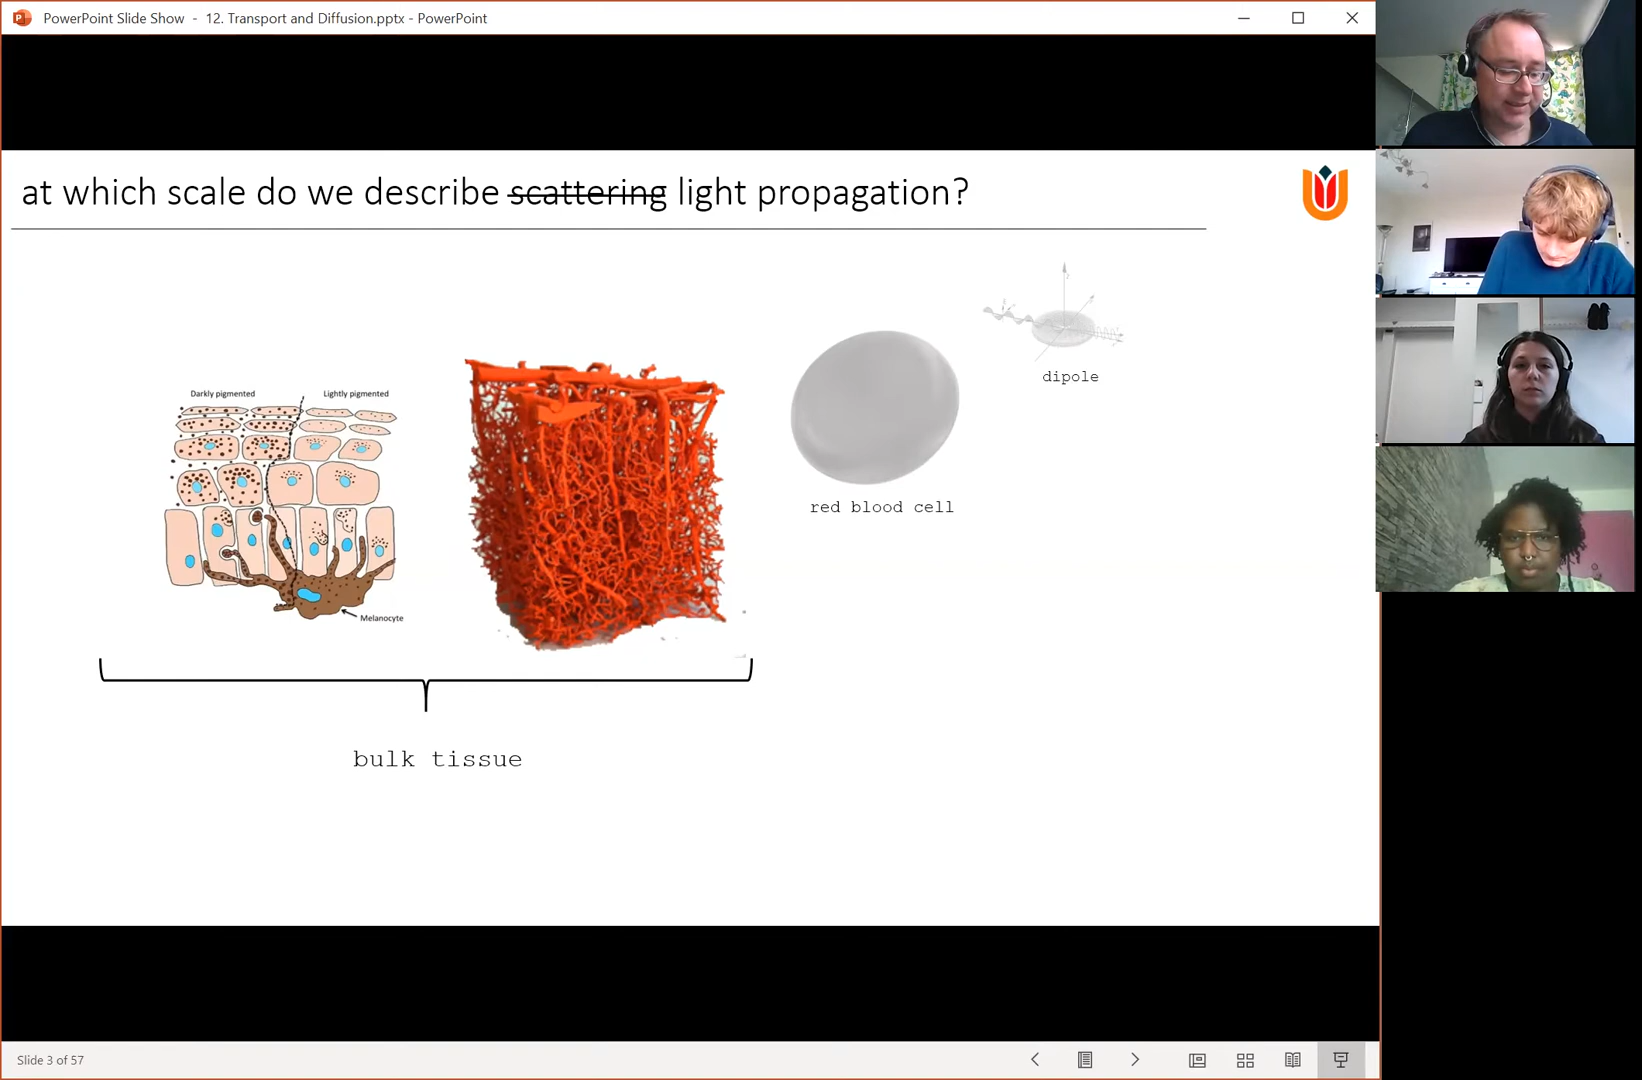 PowerPoint Slide Show - 12. Transport and Diffusion.pptx - PowerPoint
at which scale do we describe scattering light propagation?
dipole
Darkly pigmented
Lightly pigmented
red blood cell
Melanocyte
bulk tissue
Slide 3 of 57